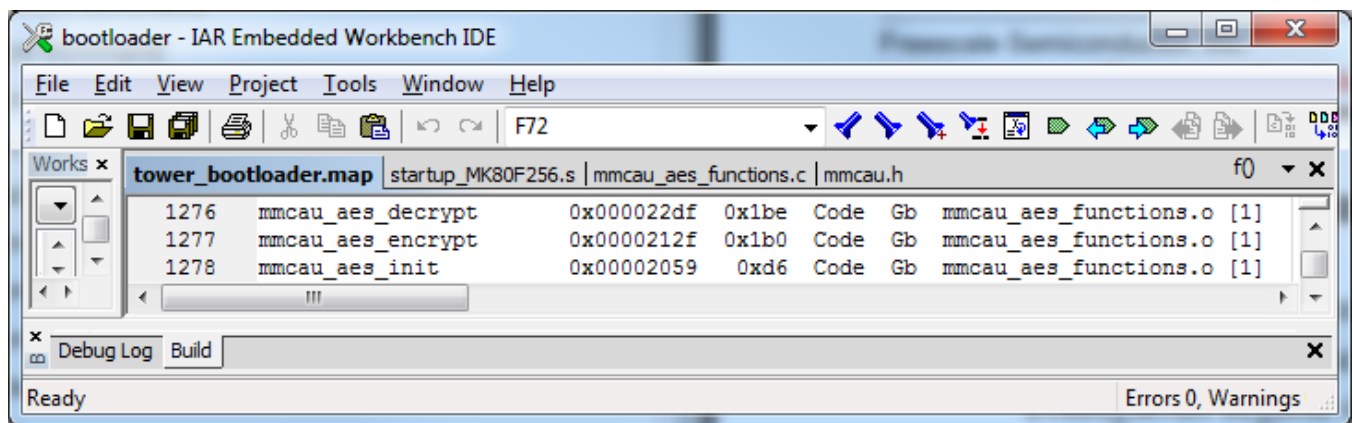 bootloader - IAR Embedded Workbench IDE
File Edit View Project Tools Window Help
F72
Works
tower_bootloader.map startup_MK80F256.s mmcau_aes_functions.c mmcau.h f()
1276 mmcau_aes_decrypt 0x000022df 0x1be Code Gb mmcau_aes_functions.o [1]
1277 mmcau_aes_encrypt 0x0000212f 0x1b0 Code Gb mmcau_aes_functions.o [1]
1278 mmcau_aes_init 0x00002059 0xd6 Code Gb mmcau_aes_functions.o [1]
Debug Log Build
Ready Errors 0, Warnings